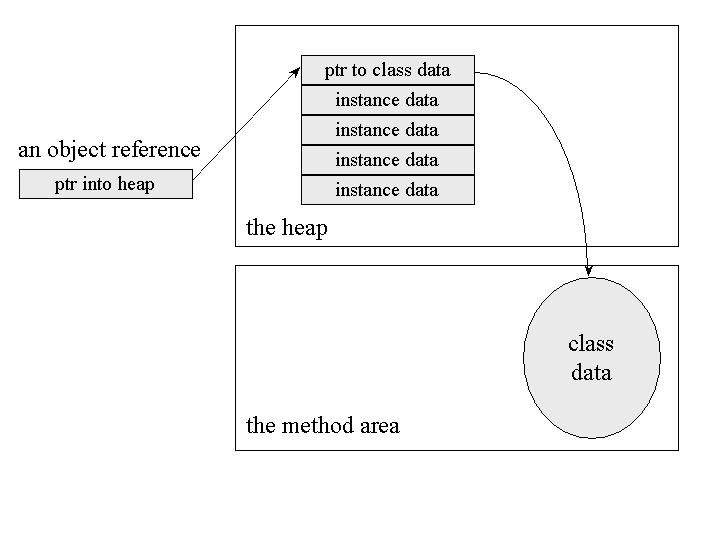 an object reference
ptr into heap
ptr to class data
instance data
instance data
instance data
instance data
the heap
class
data
the method area